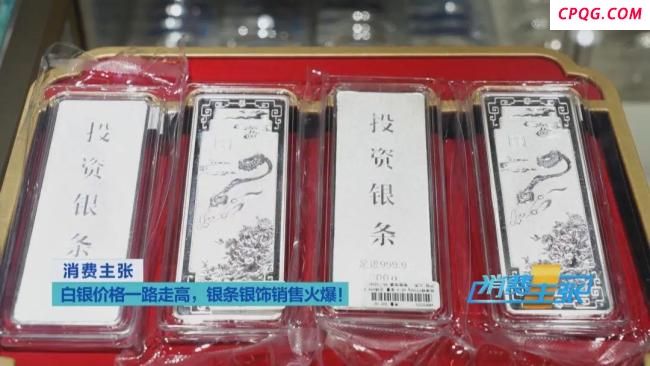 CPQG.COM
投资银条
投资银条
足银999.9
消费主张
白银价格一路走高，银条银饰销售火爆！
消费主张